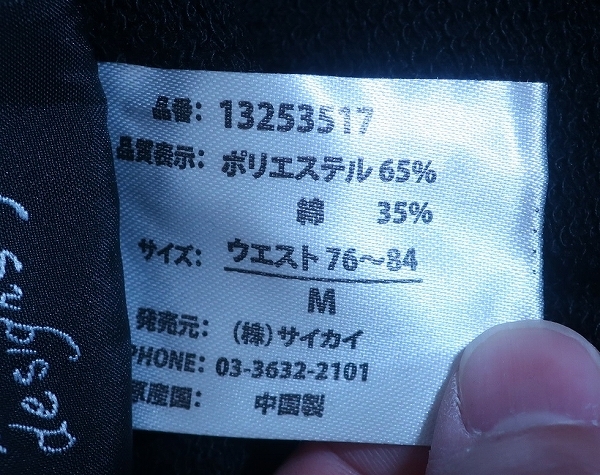 品番: 13253517
品質表示: ポリエステル 65%
綿 35%
サイズ: ウエスト 76〜84
M
発売元: (株)サイカイ
PHONE: 03-3632-2101
原産国: 中国製